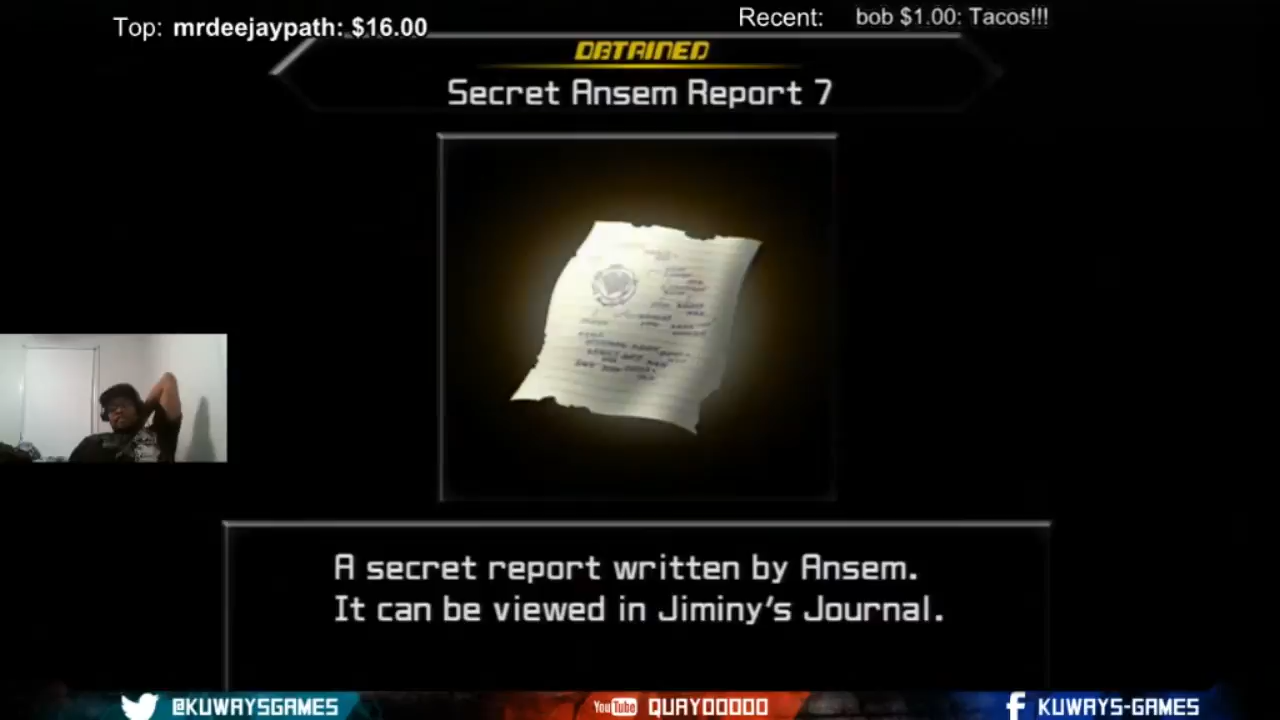 Top: mrdeejaypath: $16.00
Recent: bob $1.00: Tacos!!!
OBTAINED
Secret Ansem Report 7
A secret report written by Ansem.
It can be viewed in Jiminy's Journal.
@KUWAYSGAMES
YouTube QUAYOOOOO
KUWAYS-GAMES